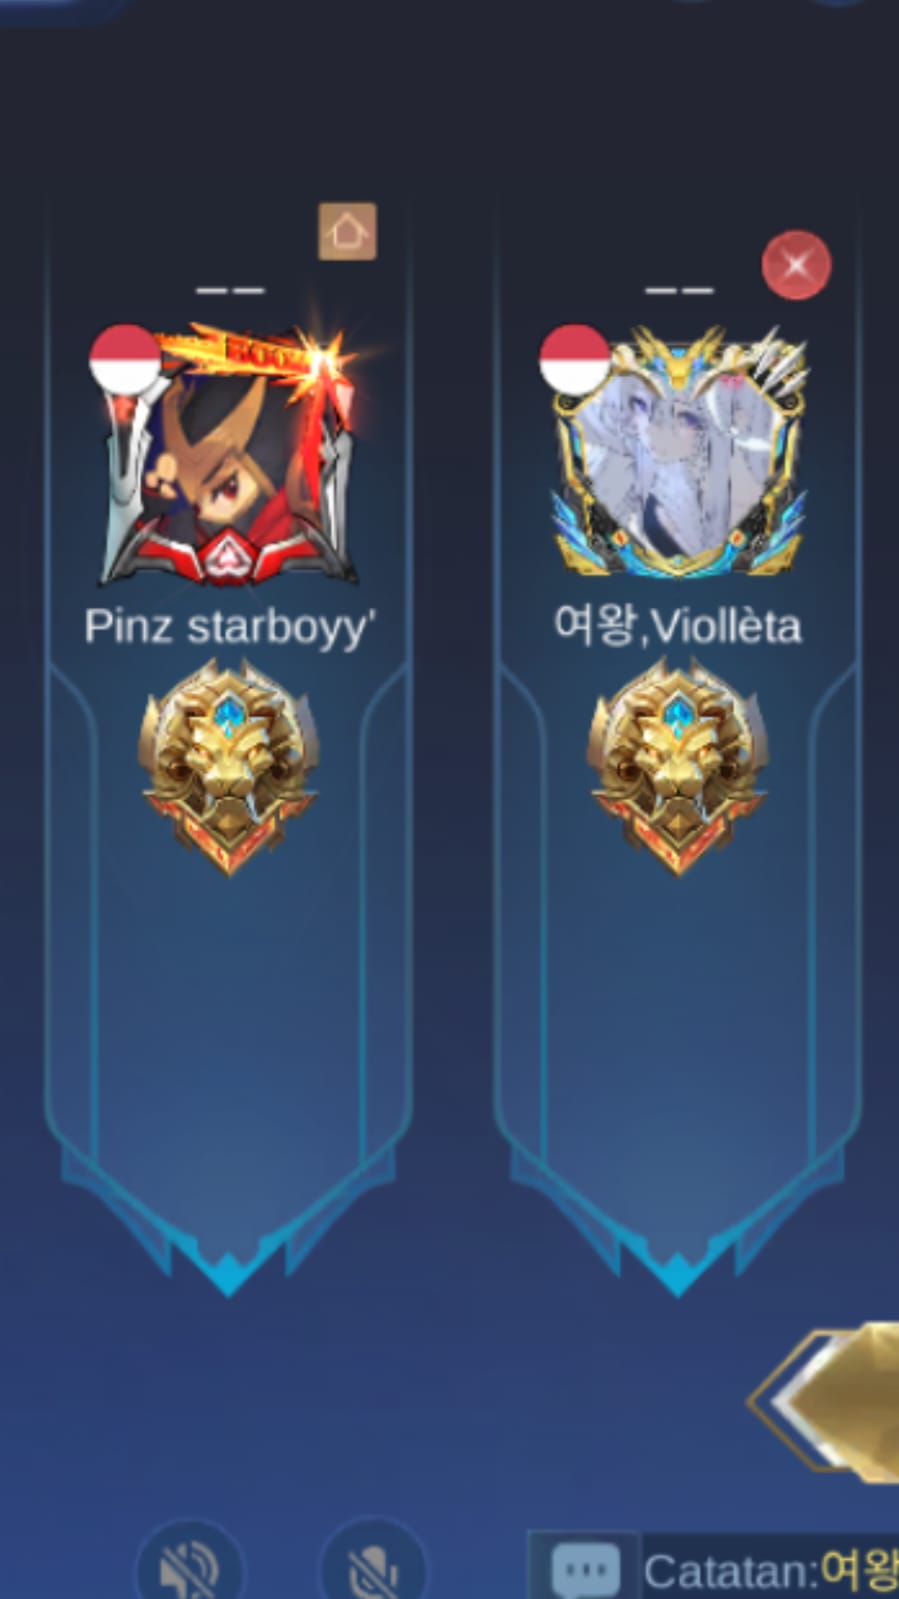 — —
— —
Pinz starboyy'
여왕,Viollèta
Catatan:여왕